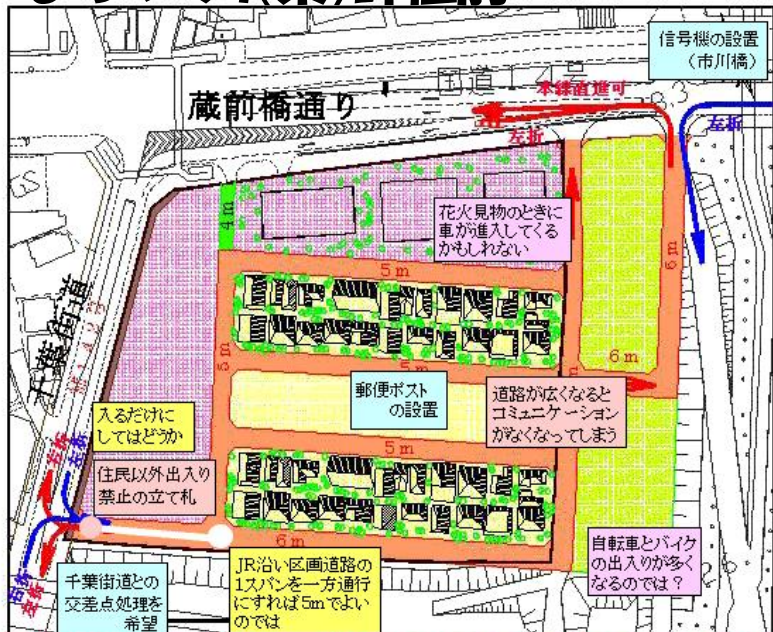 信号機の設置
(市川橋)
国道14号
蔵前橋通り
本線直進可
左折
左折
4m
花火見物のときに
車が進入してくる
かもしれない
5m
6m
千葉街道
5m
6m
郵便ポスト
の設置
道路が広くなると
コミュニケーション
がなくなってしまう
入るだけに
してはどうか
5m
右折
左折
住民以外出入り
禁止の立て札
6m
自転車とバイク
の出入りが多く
なるのでは?
右折
左折
千葉街道との
交差点処理を
希望
JR沿い区画道路の
1スパンを一方通行
にすれば5mでよい
のでは